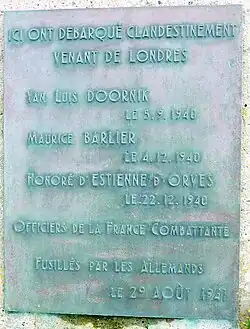 ICI ONT DÉBARQUÉ CLANDESTINEMENT
VENANT DE LONDRES
YAN LUIS DOORNIK
LE 5.9.1940
MAURICE BARLIER
LE 4.12.1940
HONORÉ D'ESTIENNE D'ORVES
LE 22.12.1940
OFFICIERS DE LA FRANCE COMBATTANTE
FUSILLÉS PAR LES ALLEMANDS
LE 29 AOÛT 1941